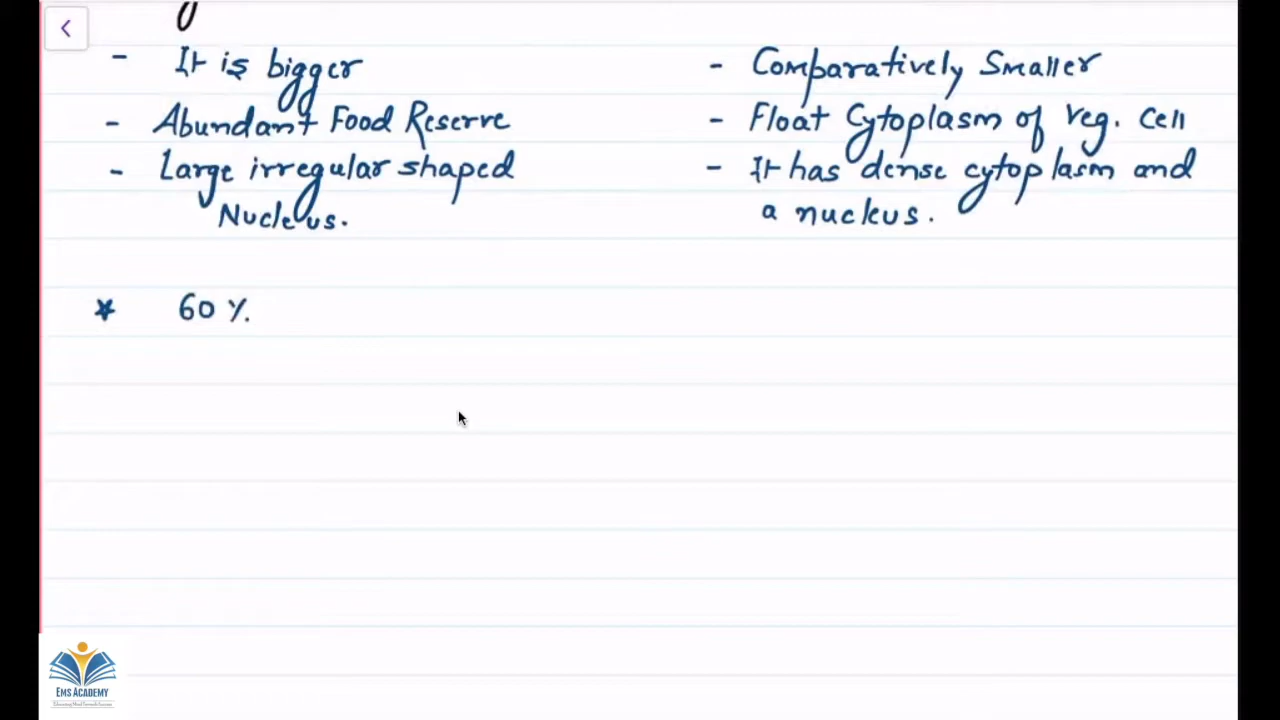 - It is bigger
- Abundant Food Reserve
- Large irregular shaped
Nucleus.
- Comparatively Smaller
- Float Cytoplasm of Veg. Cell
- It has dense cytoplasm and
a nucleus.
* 60 %.
EMS ACADEMY